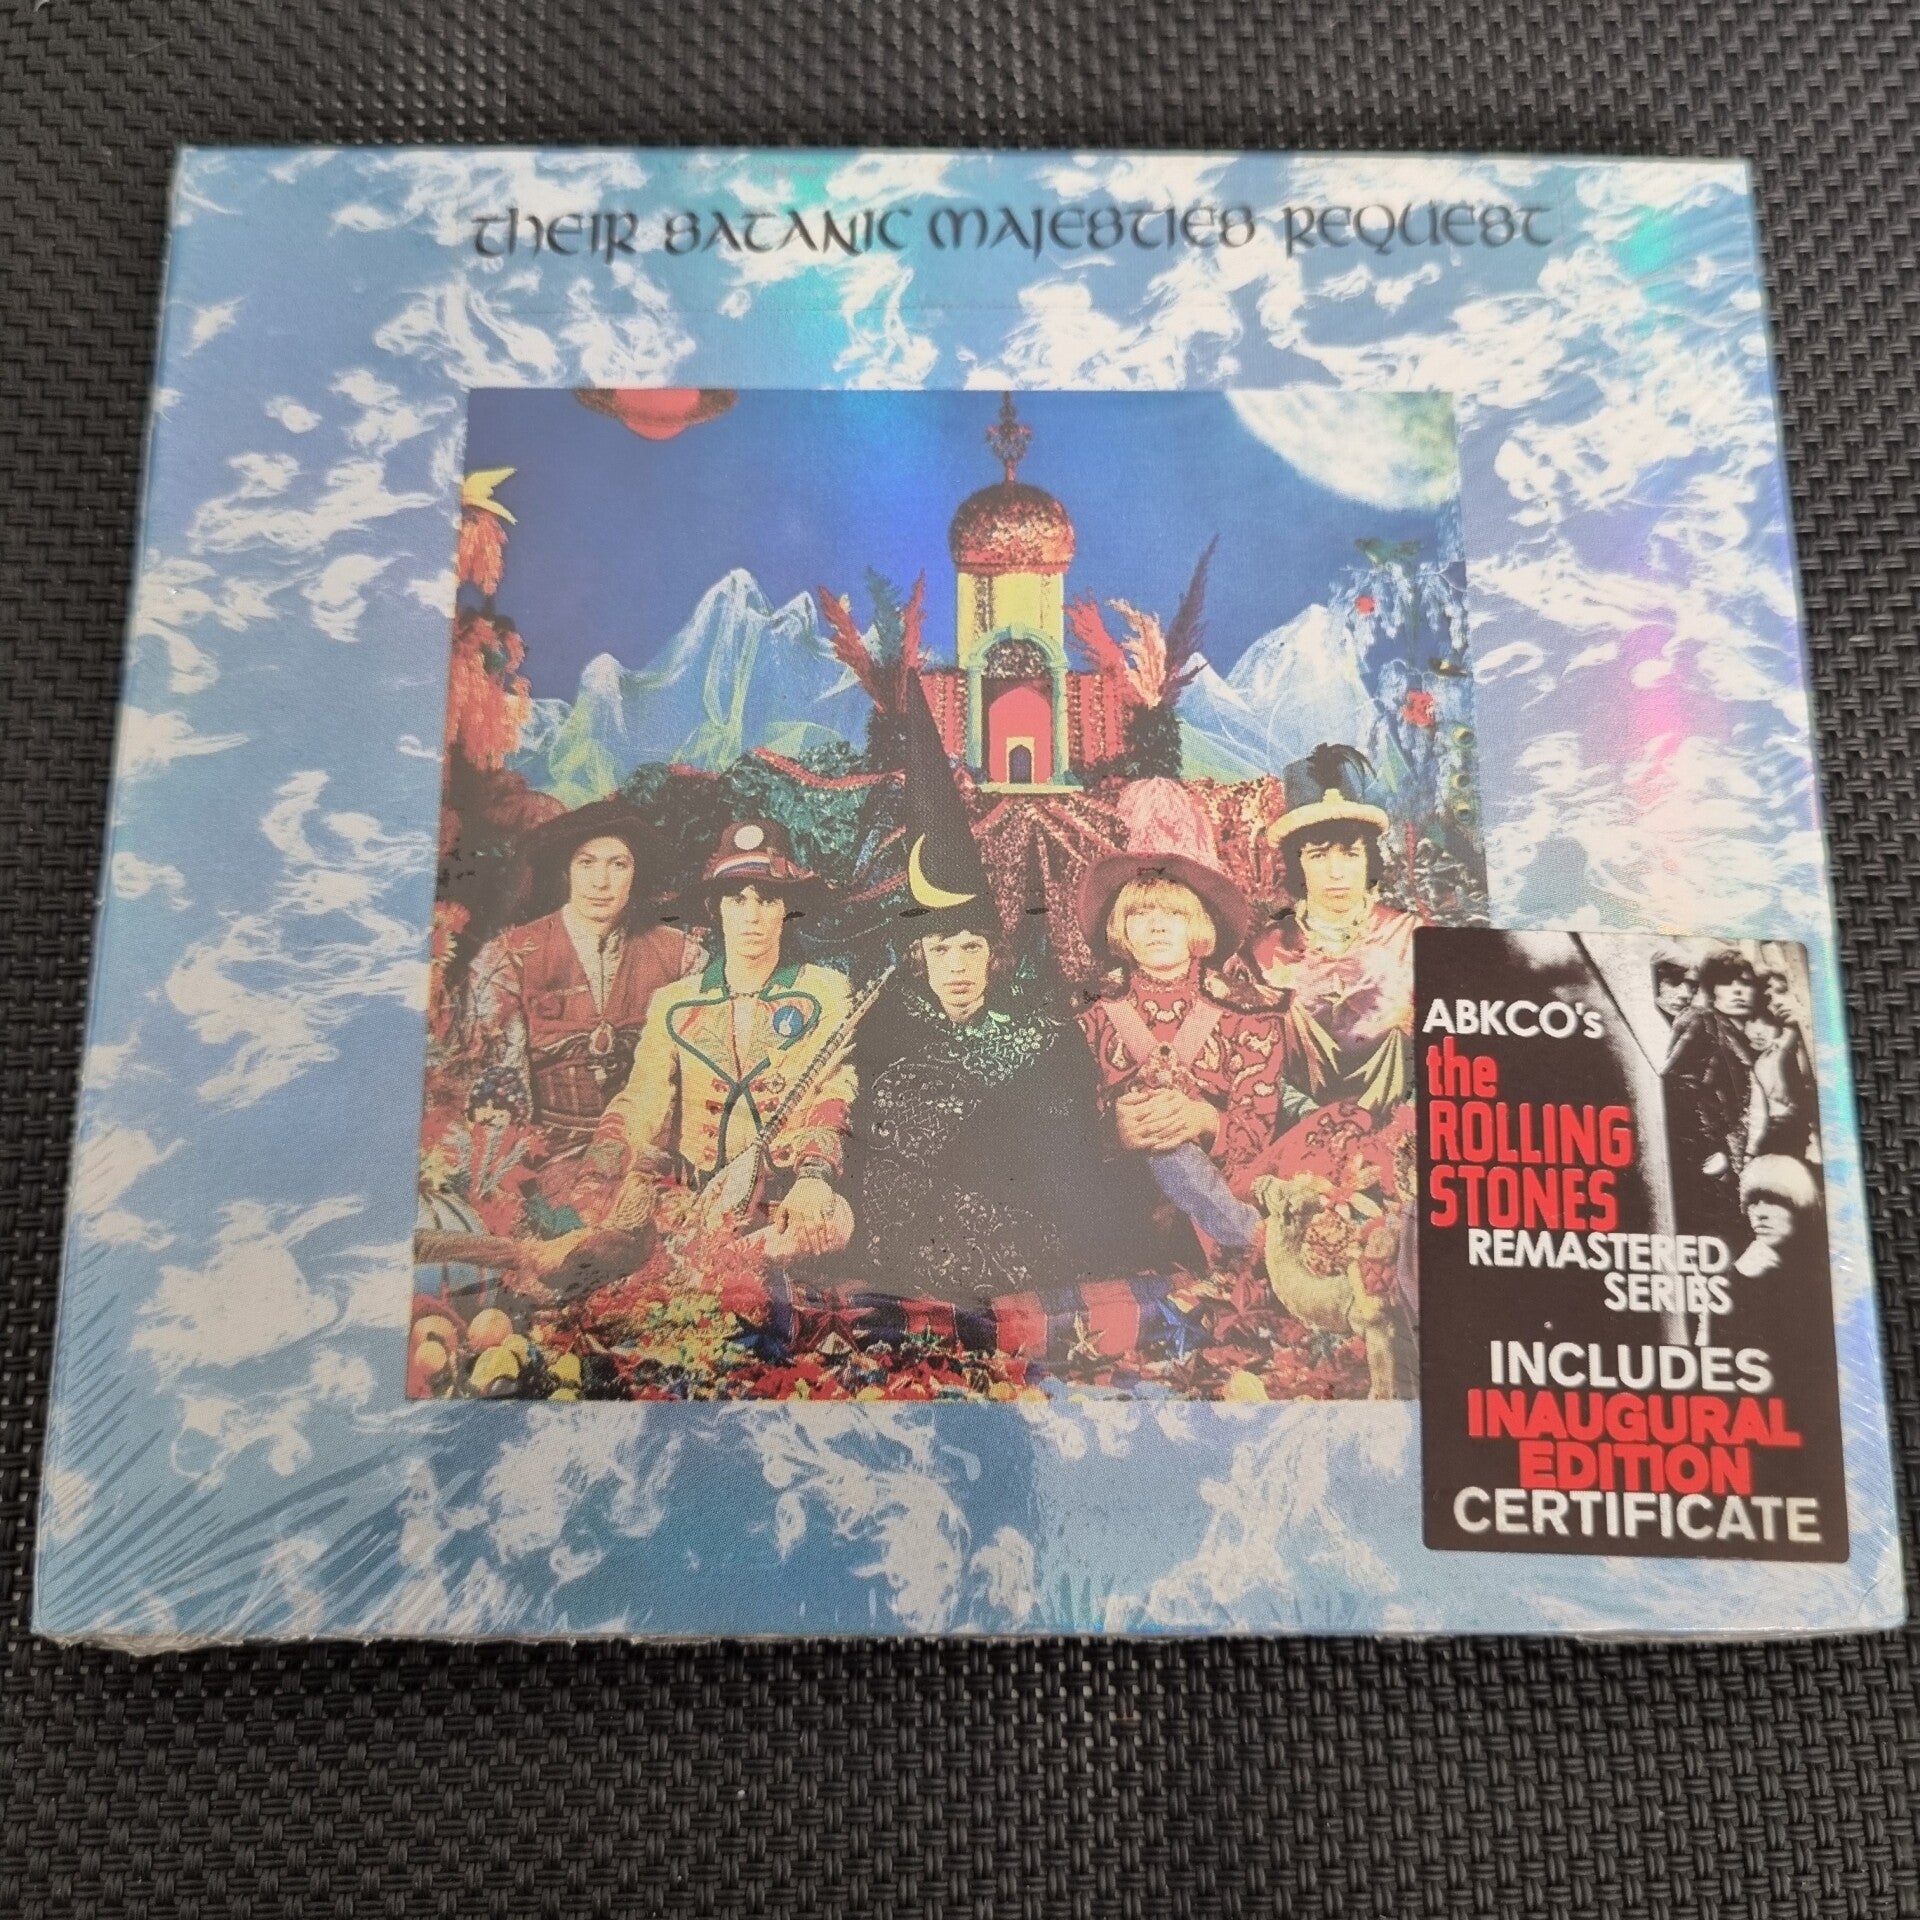 Their Satanic Majesties Request
ABKCO's
the
ROLLING
STONES
REMASTERED
SERIES
INCLUDES
INAUGURAL
EDITION
CERTIFICATE